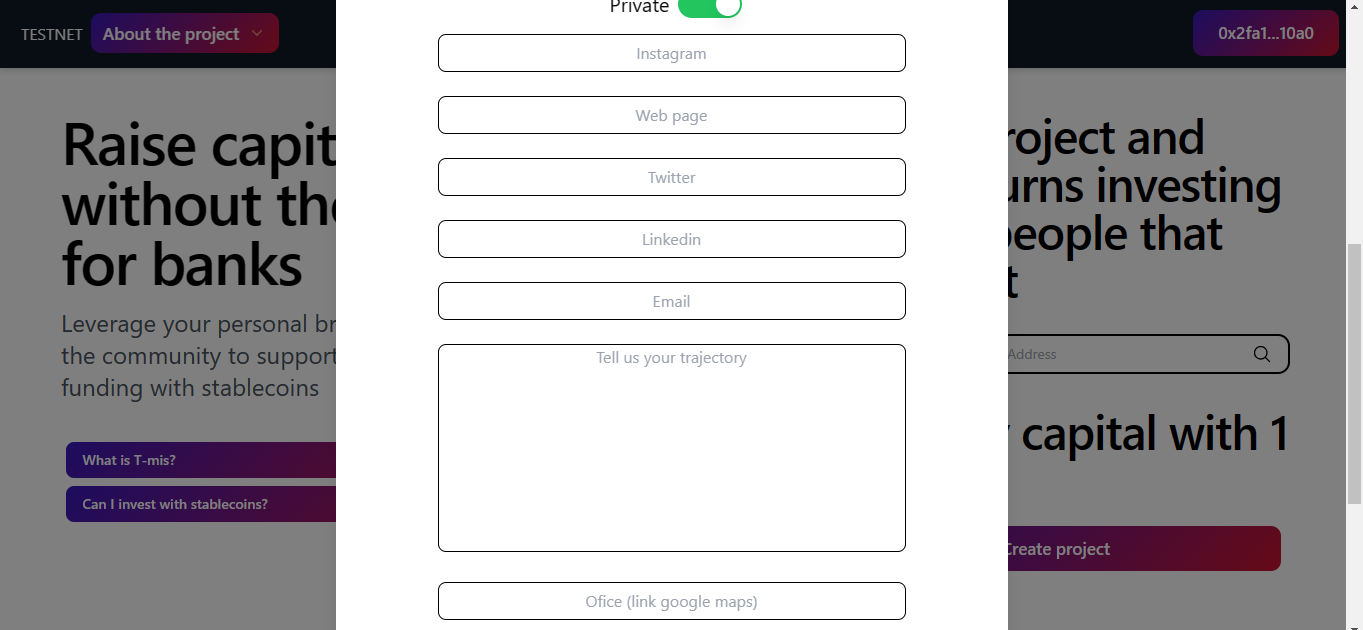 TESTNET
About the project
0x2fa1...10a0
Private
Instagram
Web page
Twitter
Linkedin
Email
Tell us your trajectory
Ofice (link google maps)
Raise capit
without the
for banks
Leverage your personal br
the community to support
funding with stablecoins
What is T-mis?
Can I invest with stablecoins?
roject and
urns investing
people that
t
Address
capital with 1
Create project